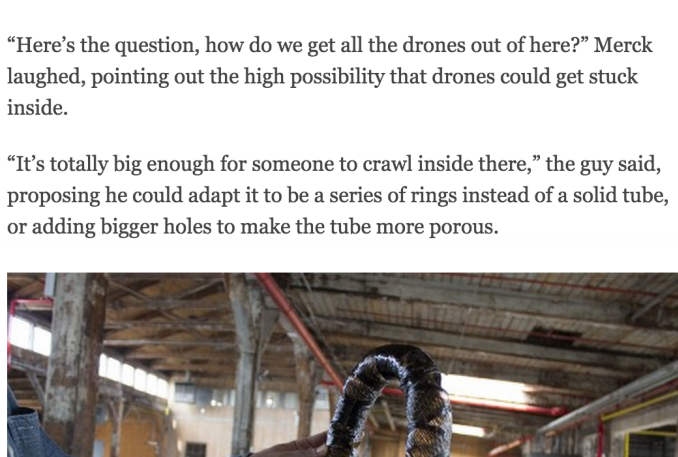 “Here’s the question, how do we get all the drones out of here?” Merck
laughed, pointing out the high possibility that drones could get stuck
inside.
“It’s totally big enough for someone to crawl inside there,” the guy said,
proposing he could adapt it to be a series of rings instead of a solid tube,
or adding bigger holes to make the tube more porous.